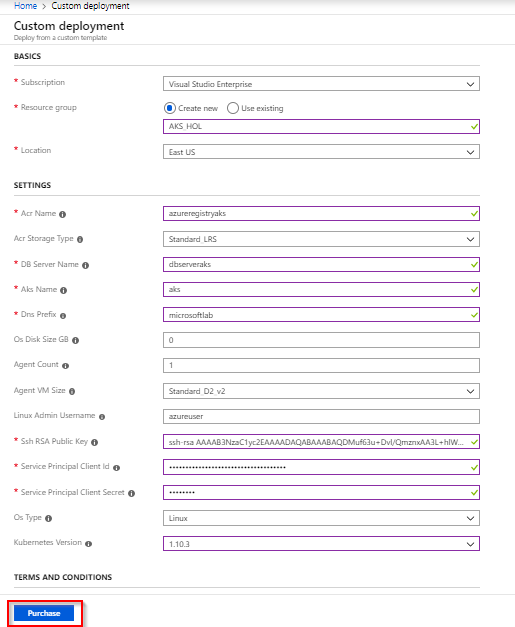 Home > Custom deployment
Custom deployment
Deploy from a custom template
BASICS
* Subscription Visual Studio Enterprise
* Resource group Create new Use existing
AKS_HOL
* Location East US
SETTINGS
* Acr Name azureregistryaks
Acr Storage Type Standard_LRS
* DB Server Name dbserveraks
* Aks Name aks
* Dns Prefix microsoftlab
Os Disk Size GB 0
Agent Count 1
Agent VM Size Standard_D2_v2
Linux Admin Username azureuser
* Ssh RSA Public Key ssh-rsa AAAAB3NzaC1yc2EAAAADAQABAAABAQDMuf63u+Dvl/QmznxAA3L+hlW...
* Service Principal Client Id ••••••••••••••••••••••••••••••••••••
* Service Principal Client Secret ••••••••
Os Type Linux
Kubernetes Version 1.10.3
TERMS AND CONDITIONS
Purchase